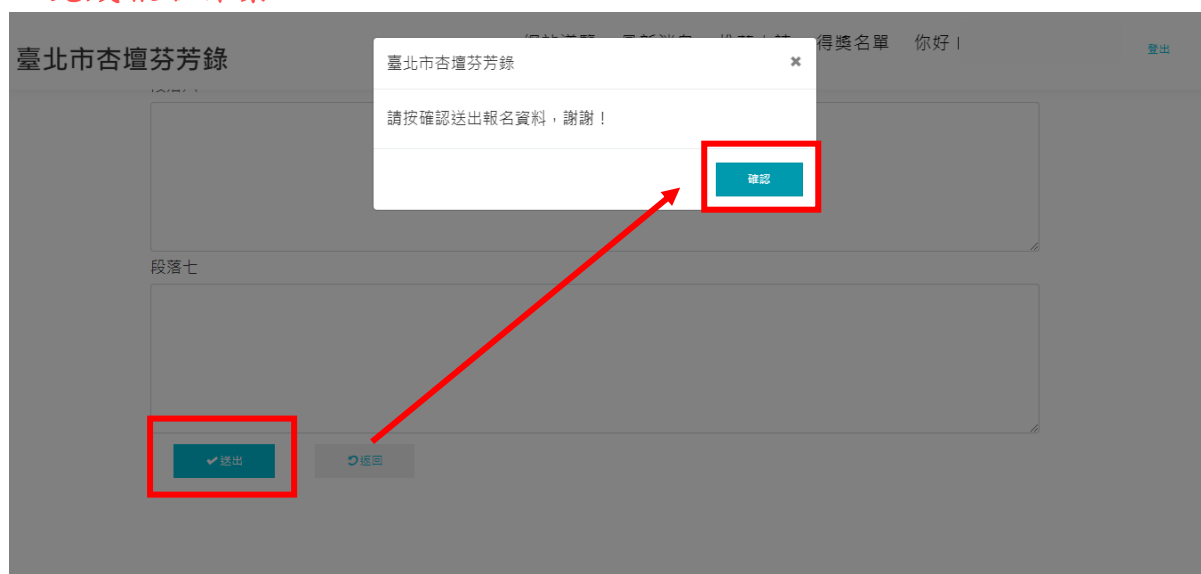 臺北市杏壇芬芳錄
得獎名單
你好！
登出
臺北市杏壇芬芳錄
請按確認送出報名資料，謝謝！
確認
段落七
送出
返回